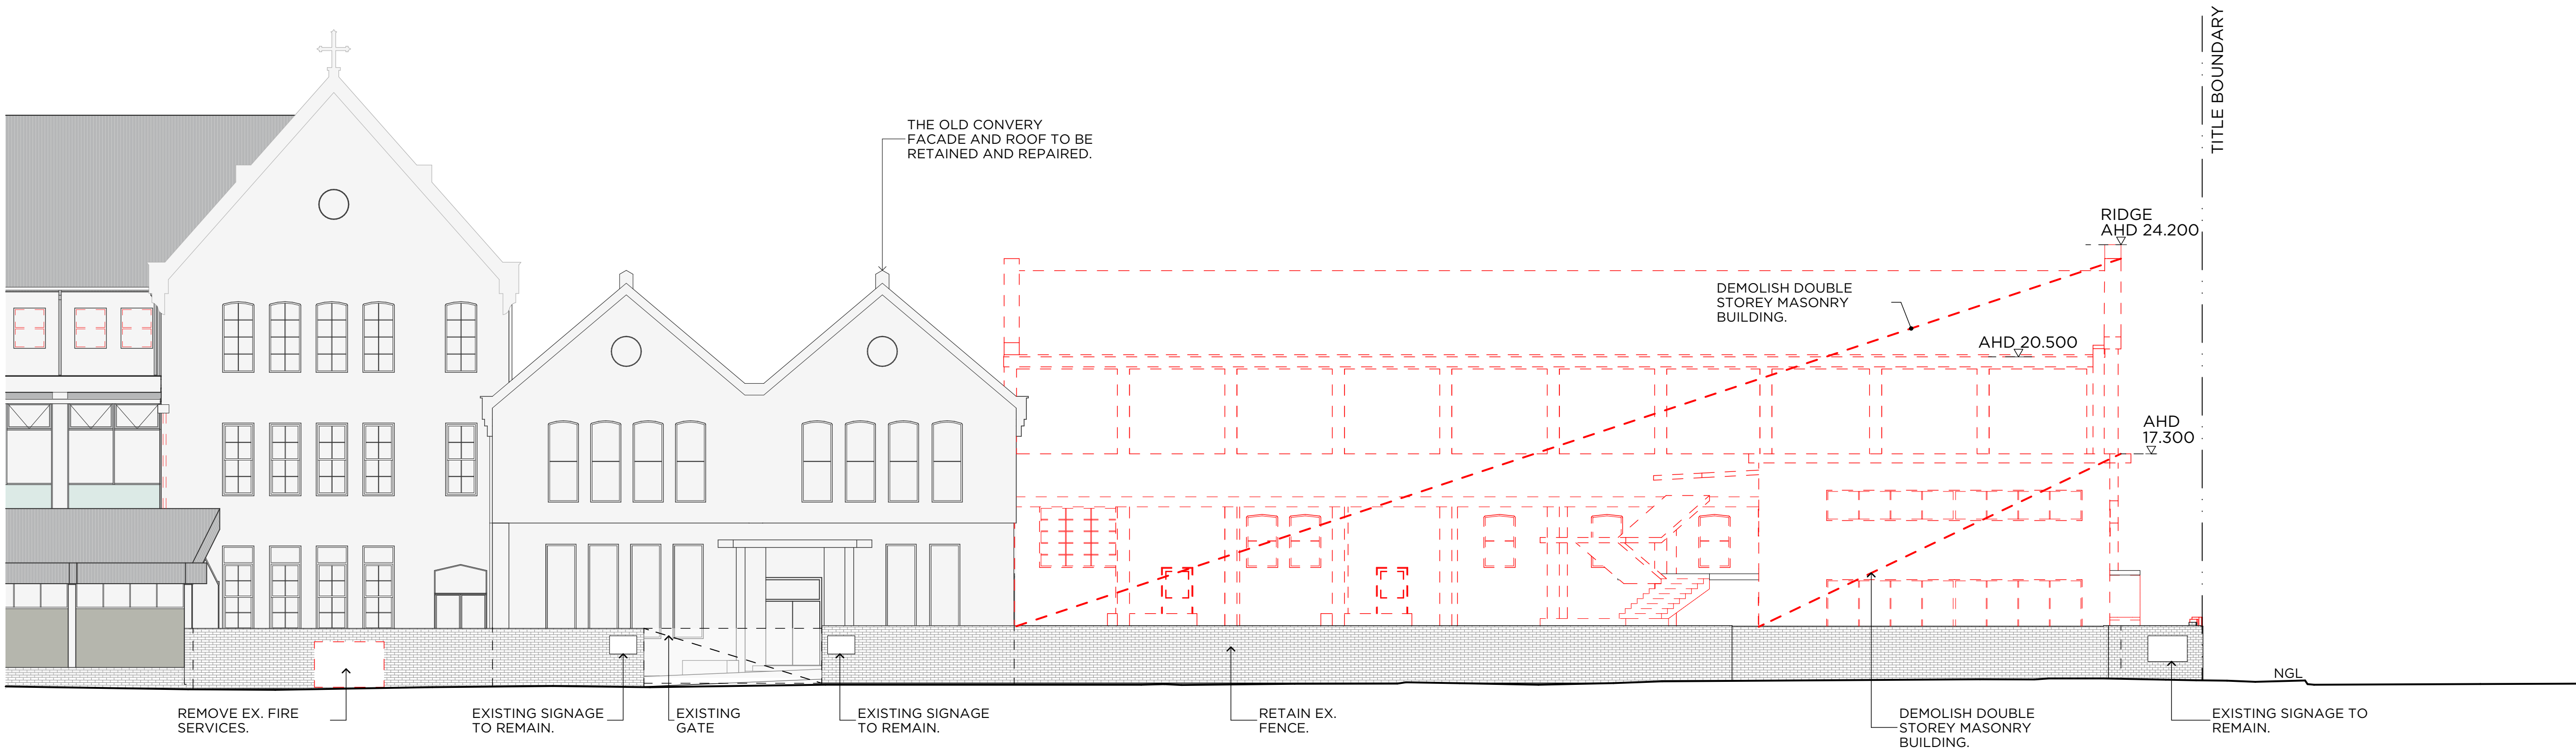 TITLE BOUNDARY
THE OLD CONVERY
FACADE AND ROOF TO BE
RETAINED AND REPAIRED.
RIDGE
AHD 24.200
DEMOLISH DOUBLE
STOREY MASONRY
BUILDING.
AHD 20.500
AHD
17.300
NGL
REMOVE EX. FIRE
SERVICES.
EXISTING SIGNAGE
TO REMAIN.
EXISTING
GATE
EXISTING SIGNAGE
TO REMAIN.
RETAIN EX.
FENCE.
DEMOLISH DOUBLE
STOREY MASONRY
BUILDING.
EXISTING SIGNAGE TO
REMAIN.